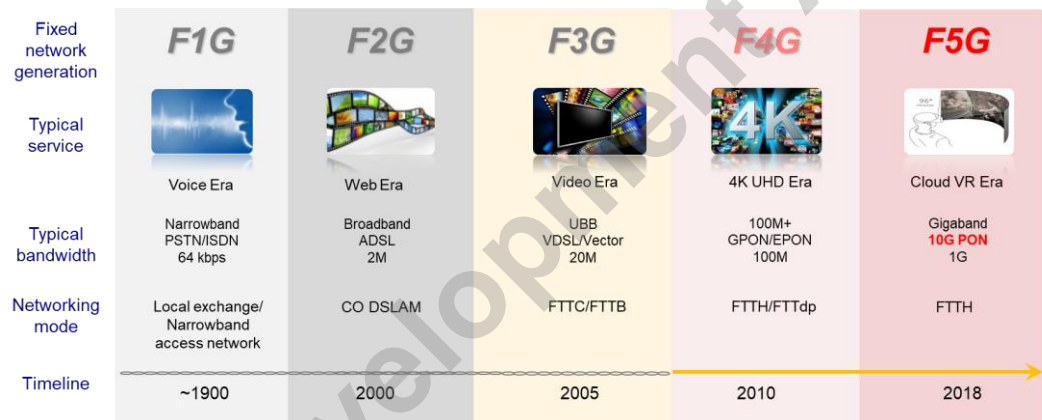 Fixed
network
generation
F1G
F2G
F3G
F4G
F5G
Typical
service
4K
96°
Voice Era
Web Era
Video Era
4K UHD Era
Cloud VR Era
Typical
bandwidth
Narrowband
PSTN/ISDN
64 kbps
Broadband
ADSL
2M
UBB
VDSL/Vector
20M
100M+
GPON/EPON
100M
Gigaband
10G PON
1G
Networking
mode
Local exchange/
Narrowband
access network
CO DSLAM
FTTC/FTTB
FTTH/FTTdp
FTTH
Timeline
~1900
2000
2005
2010
2018
velopment